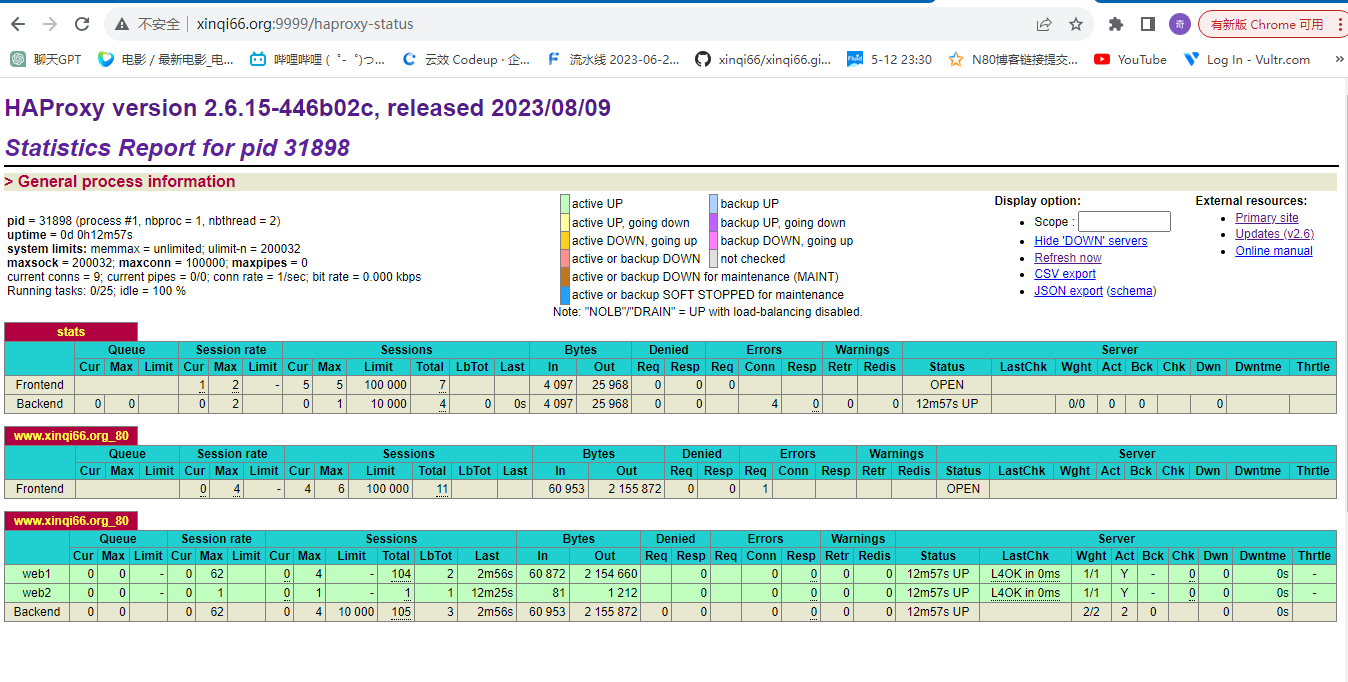 不安全 xinqi66.org:9999/haproxy-status 奇 有新版 Chrome 可用
聊天GPT 电影 / 最新电影_电... 哔哩哔哩 ( ゜- ゜)つ... 云效 Codeup · 企... 流水线 2023-06-2... xinqi66/xinqi66.gi... Fluid 5-12 23:30 N80博客链接提交... YouTube Log In - Vultr.com »
HAProxy version 2.6.15-446b02c, released 2023/08/09
Statistics Report for pid 31898
> General process information
pid = 31898 (process #1, nbproc = 1, nbthread = 2)
uptime = 0d 0h12m57s
system limits: memmax = unlimited; ulimit-n = 200032
maxsock = 200032; maxconn = 100000; maxpipes = 0
current conns = 9; current pipes = 0/0; conn rate = 1/sec; bit rate = 0.000 kbps
Running tasks: 0/25; idle = 100 %
active UP backup UP
active UP, going down backup UP, going down
active DOWN, going up backup DOWN, going up
active or backup DOWN not checked
active or backup DOWN for maintenance (MAINT)
active or backup SOFT STOPPED for maintenance
Note: "NOLB"/"DRAIN" = UP with load-balancing disabled.
Display option:
• Scope :
• Hide 'DOWN' servers
• Refresh now
• CSV export
• JSON export (schema)
External resources:
• Primary site
• Updates (v2.6)
• Online manual
stats
Queue Session rate Sessions Bytes Denied Errors Warnings Server
Cur Max Limit Cur Max Limit Cur Max Limit Total LbTot Last In Out Req Resp Req Conn Resp Retr Redis Status LastChk Wght Act Bck Chk Dwn Dwntme Thrtle
Frontend 1 2 - 5 5 100 000 7 4 097 25 968 0 0 0 OPEN
Backend 0 0 0 2 0 1 10 000 4 0 0s 4 097 25 968 0 0 4 0 0 0 12m57s UP 0/0 0 0 0
www.xinqi66.org_80
Queue Session rate Sessions Bytes Denied Errors Warnings Server
Cur Max Limit Cur Max Limit Cur Max Limit Total LbTot Last In Out Req Resp Req Conn Resp Retr Redis Status LastChk Wght Act Bck Chk Dwn Dwntme Thrtle
Frontend 0 4 - 4 6 100 000 11 60 953 2 155 872 0 0 1 OPEN
www.xinqi66.org_80
Queue Session rate Sessions Bytes Denied Errors Warnings Server
Cur Max Limit Cur Max Limit Cur Max Limit Total LbTot Last In Out Req Resp Req Conn Resp Retr Redis Status LastChk Wght Act Bck Chk Dwn Dwntme Thrtle
web1 0 0 - 0 62 0 4 - 104 2 2m56s 60 872 2 154 660 0 0 0 0 0 12m57s UP L4OK in 0ms 1/1 Y - 0 0 0s -
web2 0 0 - 0 1 0 1 - 1 1 12m25s 81 1 212 0 0 0 0 0 12m57s UP L4OK in 0ms 1/1 Y - 0 0 0s -
Backend 0 0 0 62 0 4 10 000 105 3 2m56s 60 953 2 155 872 0 0 0 0 0 0 12m57s UP 2/2 2 0 0 0s